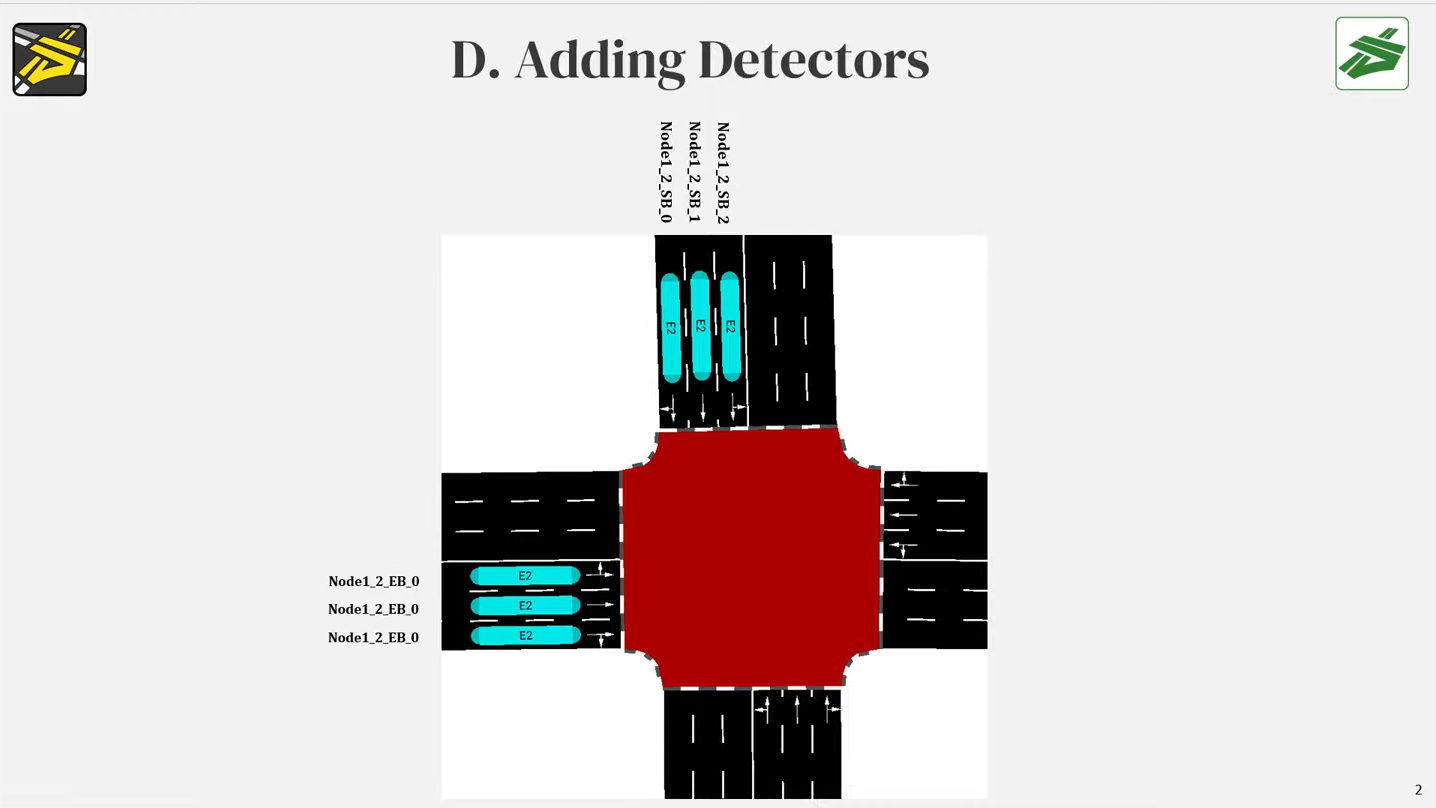 D. Adding Detectors
Node1_2_SB_0
Node1_2_SB_1
Node1_2_SB_2
E2
E2
E2
Node1_2_EB_0
E2
Node1_2_EB_0
E2
Node1_2_EB_0
E2
2